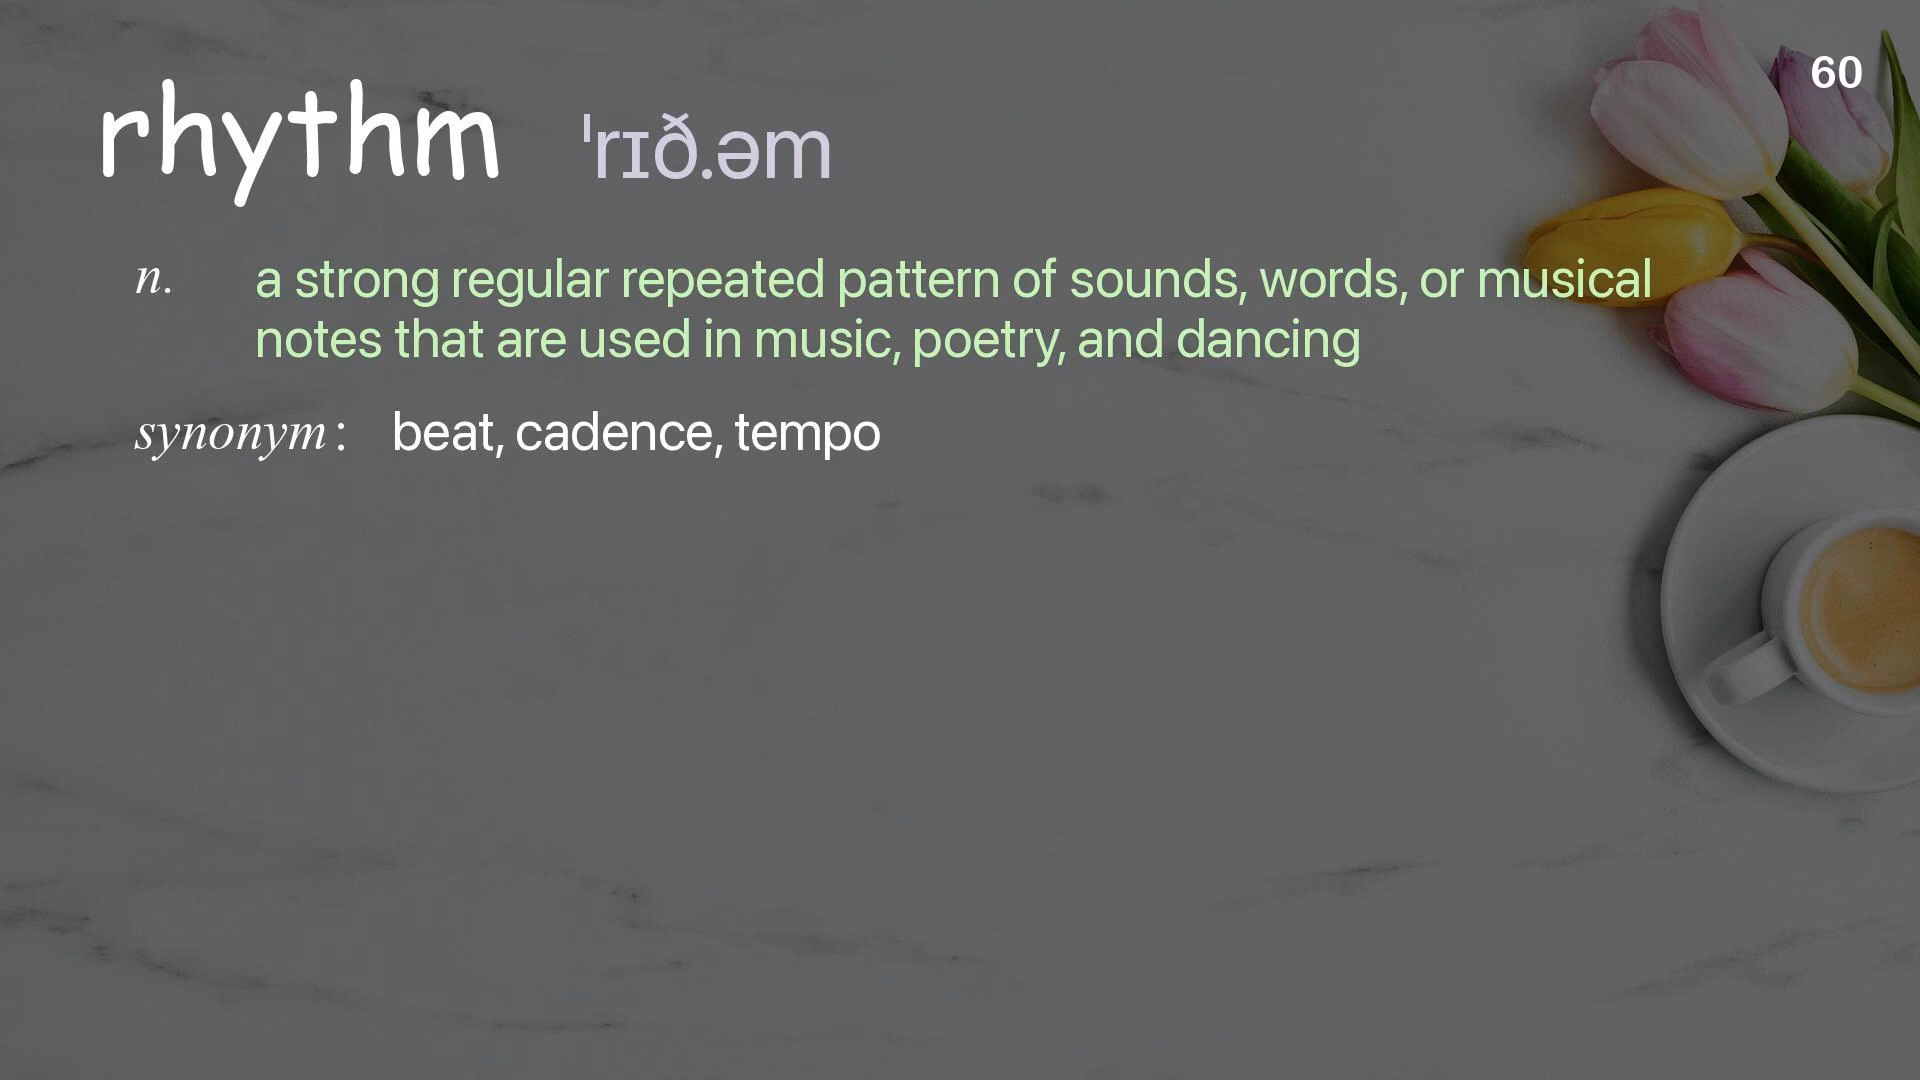 60
rhythm ˈrɪð.əm
n. a strong regular repeated pattern of sounds, words, or musical
notes that are used in music, poetry, and dancing
synonym: beat, cadence, tempo